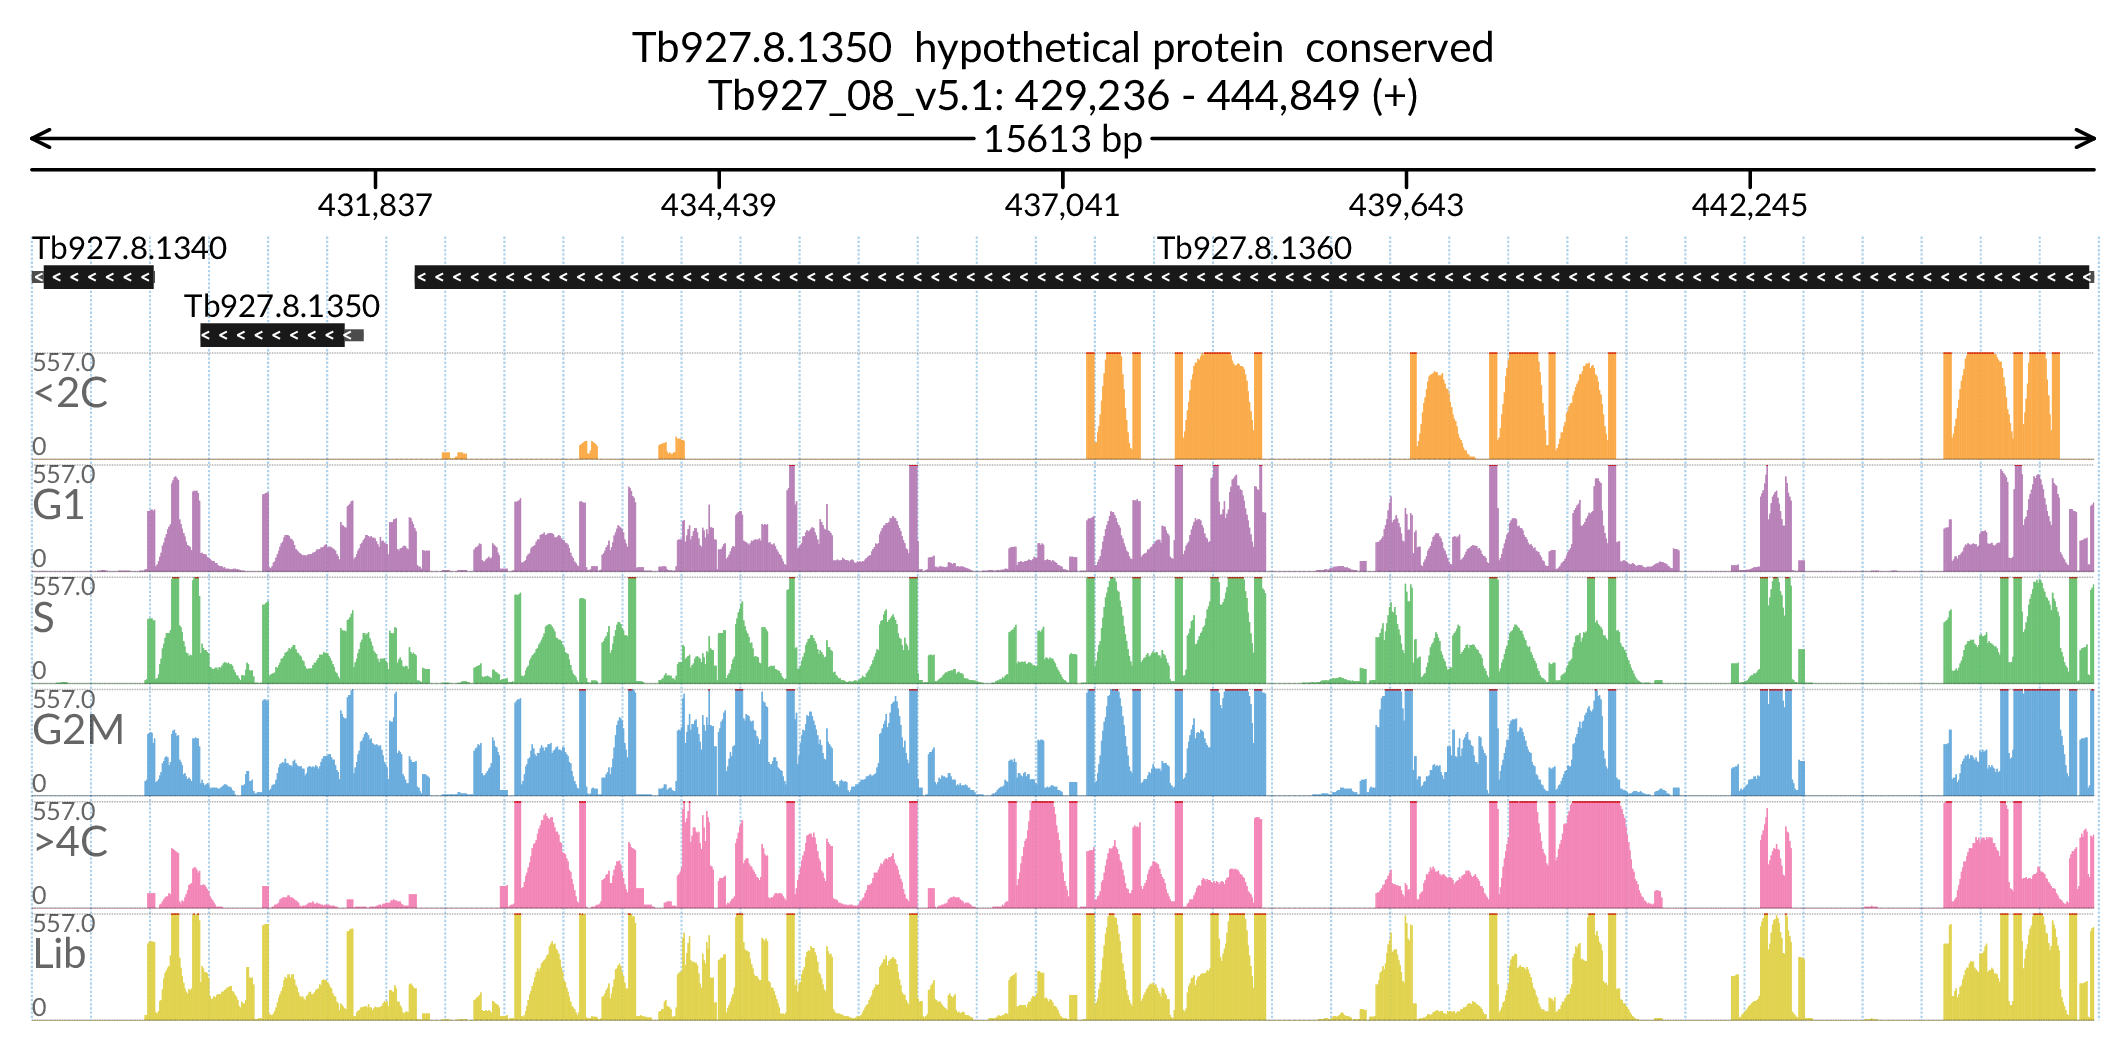 Tb927.8.1350  hypothetical protein  conserved
Tb927_08_v5.1: 429,236 - 444,849 (+)
15613 bp
431,837 434,439 437,041 439,643 442,245
Tb927.8.1340 Tb927.8.1360
Tb927.8.1350
557.0
<2C
0
557.0
G1
0
557.0
S
0
557.0
G2M
0
557.0
>4C
0
557.0
Lib
0